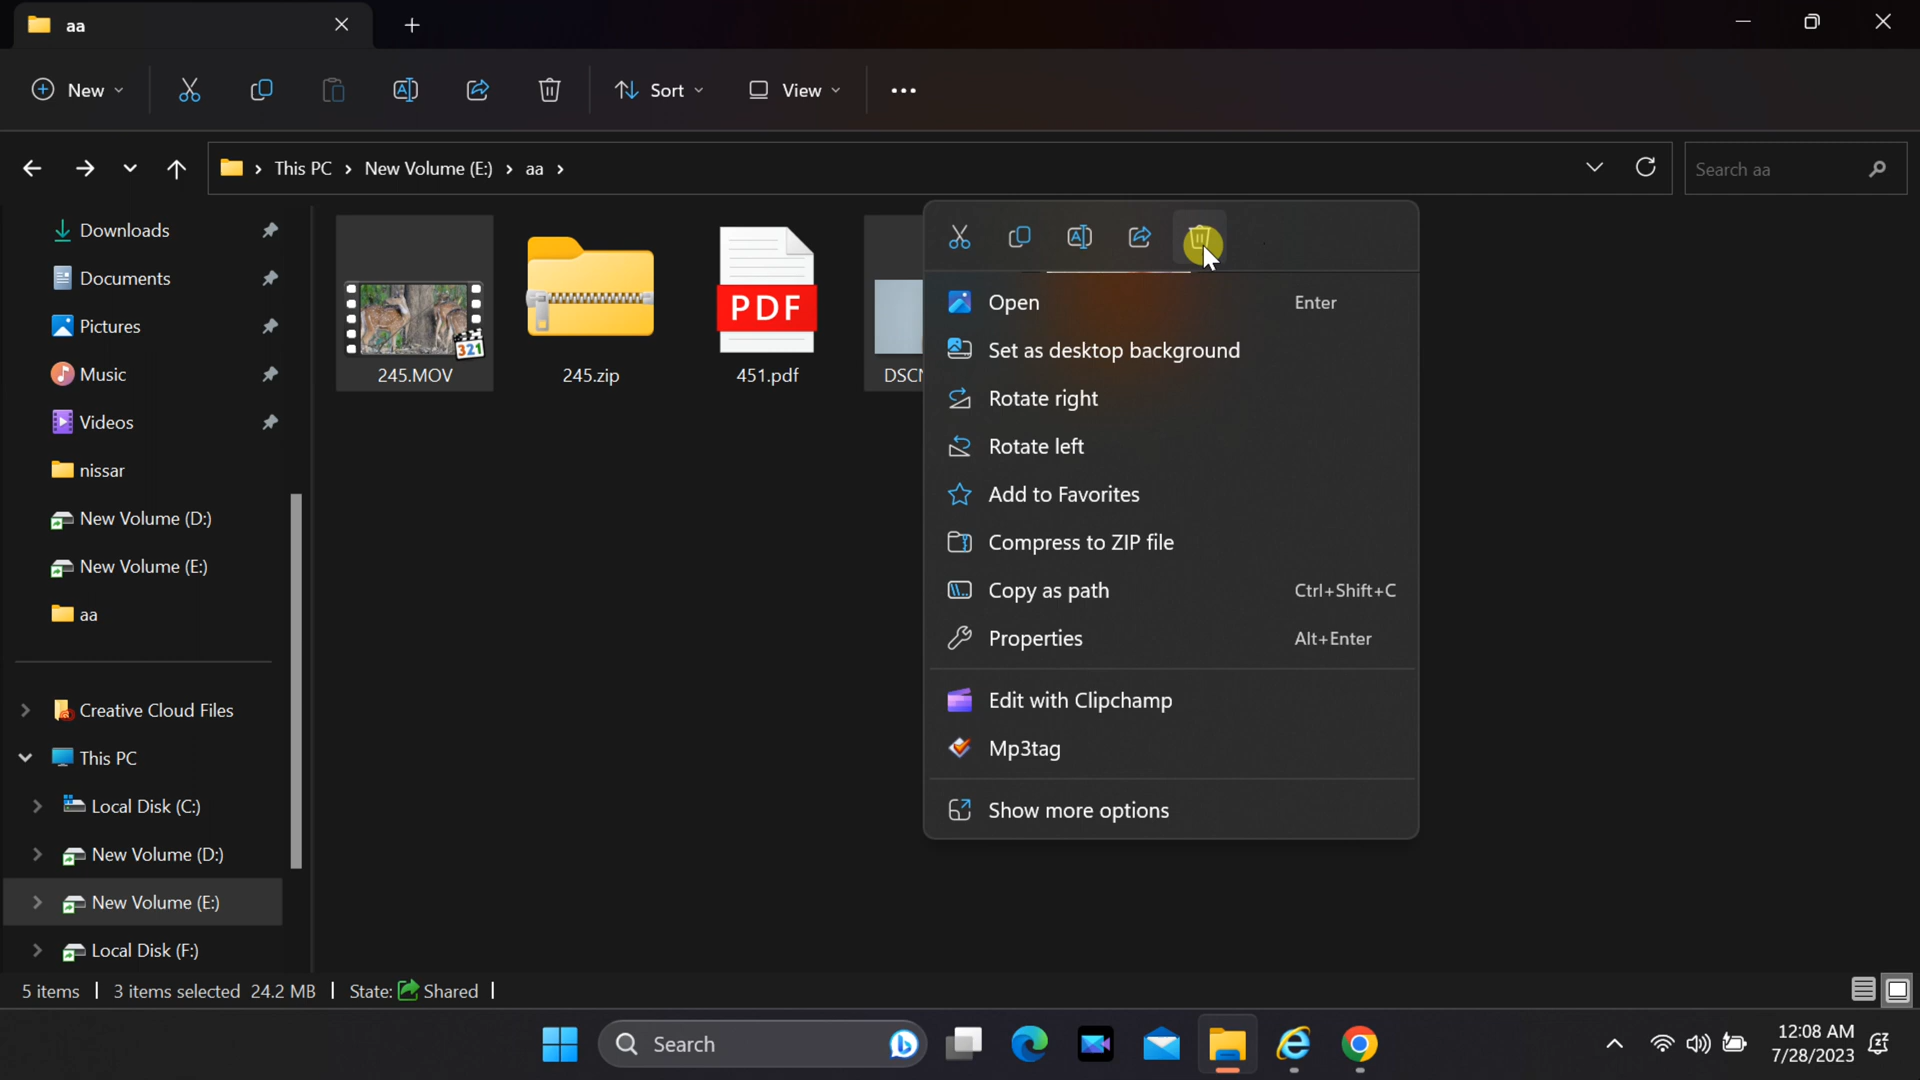 aa
New
Sort
View
This PC
New Volume (E:)
aa
Search aa
Downloads
Documents
Pictures
Music
Videos
nissar
New Volume (D:)
New Volume (E:)
aa
Creative Cloud Files
This PC
Local Disk (C:)
New Volume (D:)
New Volume (E:)
Local Disk (F:)
321
245.MOV
245.zip
PDF
451.pdf
Open Enter
Set as desktop background
Rotate right
Rotate left
Add to Favorites
Compress to ZIP file
Copy as path Ctrl+Shift+C
Properties Alt+Enter
Edit with Clipchamp
Mp3tag
Show more options
5 items 3 items selected 24.2 MB State: Shared
Search
12:08 AM
7/28/2023